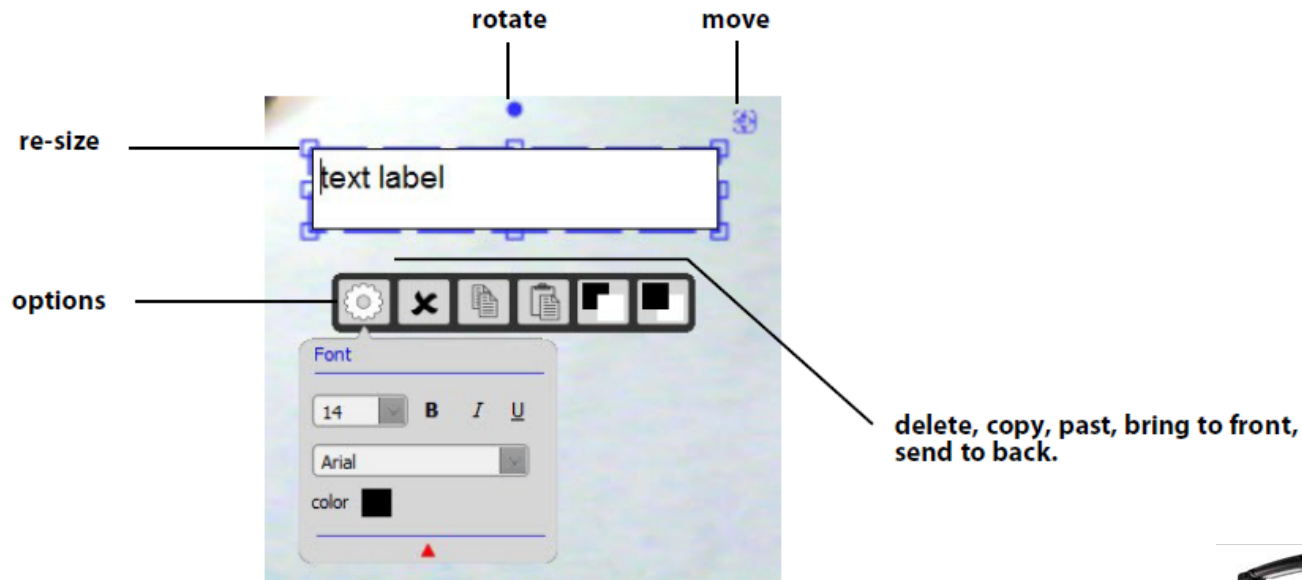 rotate
move
re-size
text label
options
Font
14 B I U
Arial
color
delete, copy, past, bring to front,
send to back.